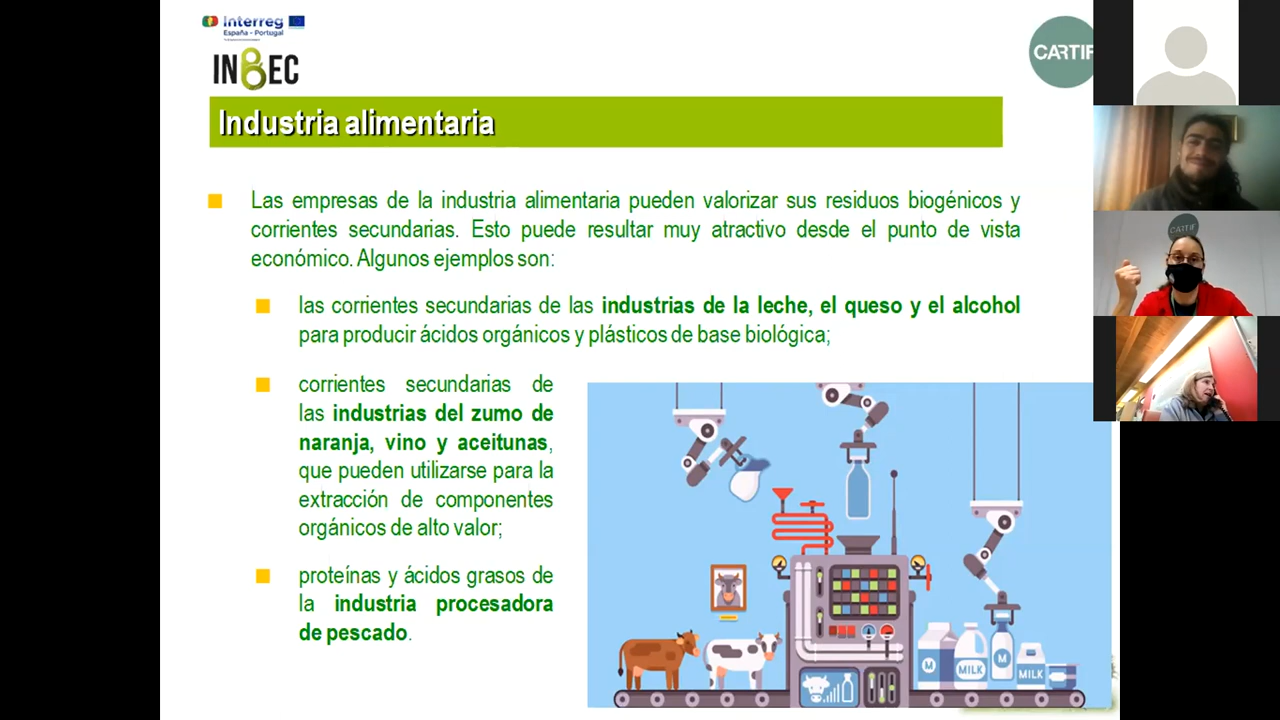 Interreg
España - Portugal
INBEC
CARTIF
Industria alimentaria
Las empresas de la industria alimentaria pueden valorizar sus residuos biogénicos y
corrientes secundarias. Esto puede resultar muy atractivo desde el punto de vista
económico. Algunos ejemplos son:
las corrientes secundarias de las industrias de la leche, el queso y el alcohol
para producir ácidos orgánicos y plásticos de base biológica;
corrientes secundarias de
las industrias del zumo de
naranja, vino y aceitunas,
que pueden utilizarse para la
extracción de componentes
orgánicos de alto valor;
proteínas y ácidos grasos de
la industria procesadora
de pescado.
CARTIF
M
MILK
M
MILK